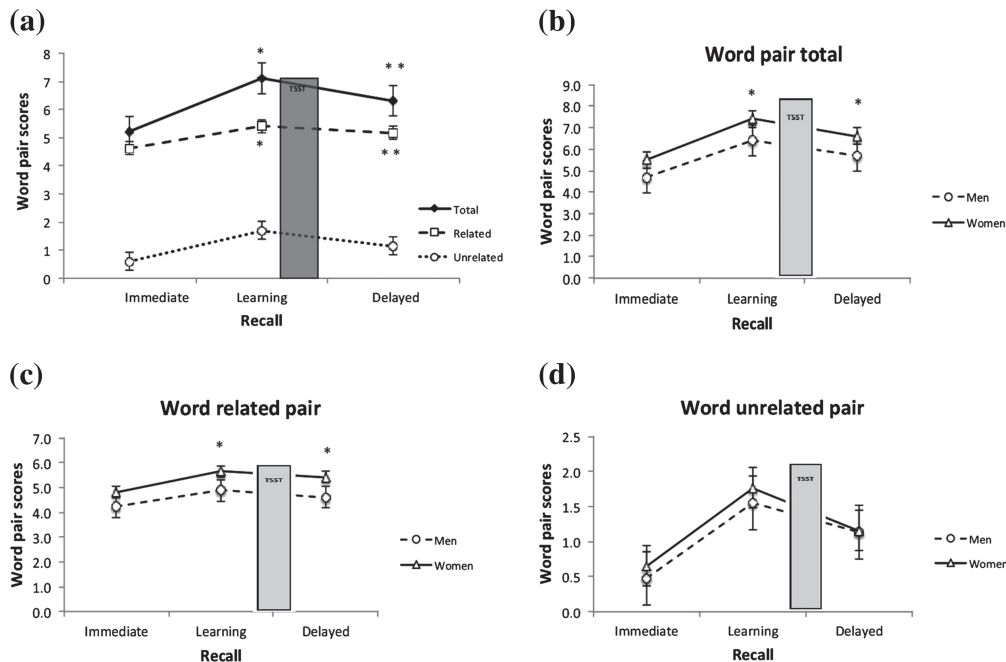 (a)
8
7
6
5
4
3
2
1
0
Word pair scores
*
* *
*
* *
TSST
Total
Related
Unrelated
Immediate Learning Delayed
Recall
(b)
Word pair total
9.0
8.0
7.0
6.0
5.0
4.0
3.0
2.0
1.0
0.0
Word pair scores
*
*
TSST
Men
Women
Immediate Learning Delayed
Recall
(c)
Word related pair
7.0
6.0
5.0
4.0
3.0
2.0
1.0
0.0
Word pair scores
*
*
TSST
Men
Women
Immediate Learning Delayed
Recall
(d)
Word unrelated pair
2.5
2.0
1.5
1.0
0.5
0.0
Word pair scores
TSST
Men
Women
Immediate Learning Delayed
Recall